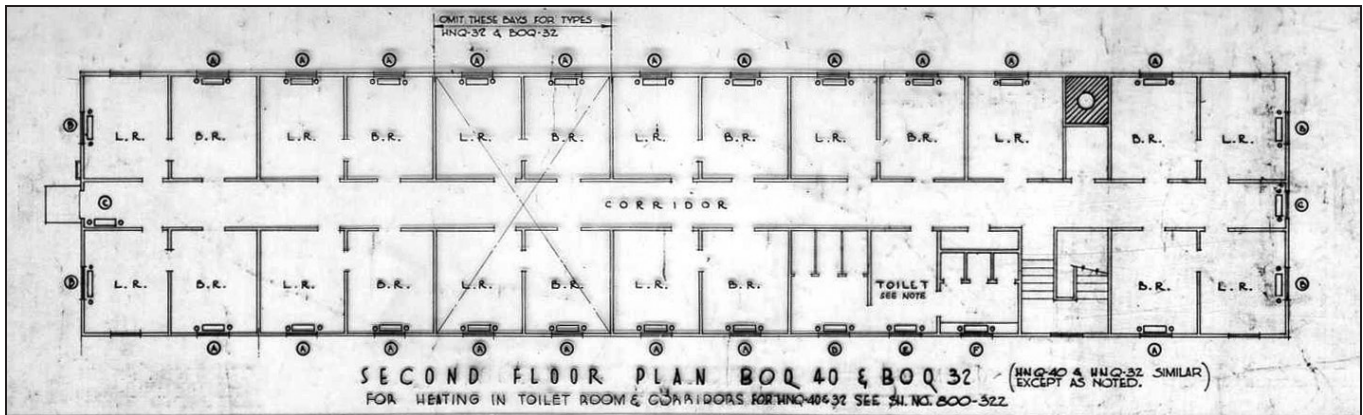 OMIT THESE BAYS FOR TYPES
HNQ-32 & BOQ-32
A A A A A A A A A A A
B L.R. B.R. L.R. B.R. L.R. B.R. L.R. B.R. L.R. B.R. L.R. B.R. L.R. B
C CORRIDOR C
B L.R. B.R. L.R. B.R. L.R. B.R. L.R. B.R. TOILET B.R. L.R. B
SEE NOTE
A A A A A A A D E F A
SECOND FLOOR PLAN BOQ 40 & BOQ 32 (HNQ-40 & HNQ-32 SIMILAR
EXCEPT AS NOTED.)
FOR HEATING IN TOILET ROOM & CORRIDORS FOR HNQ-40 & 32 SEE SH. NO. 800-322